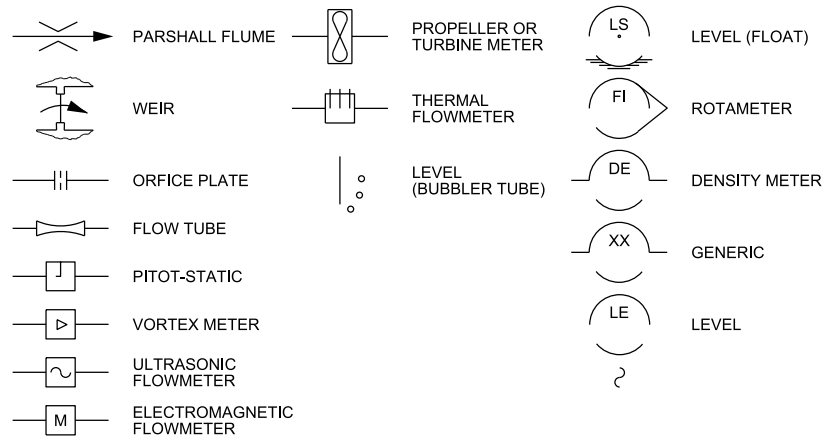 PARSHALL FLUME
WEIR
ORFICE PLATE
FLOW TUBE
PITOT-STATIC
VORTEX METER
ULTRASONIC
FLOWMETER
M
ELECTROMAGNETIC
FLOWMETER
PROPELLER OR
TURBINE METER
THERMAL
FLOWMETER
LEVEL
(BUBBLER TUBE)
LS
LEVEL (FLOAT)
FI
ROTAMETER
DE
DENSITY METER
XX
GENERIC
LE
LEVEL